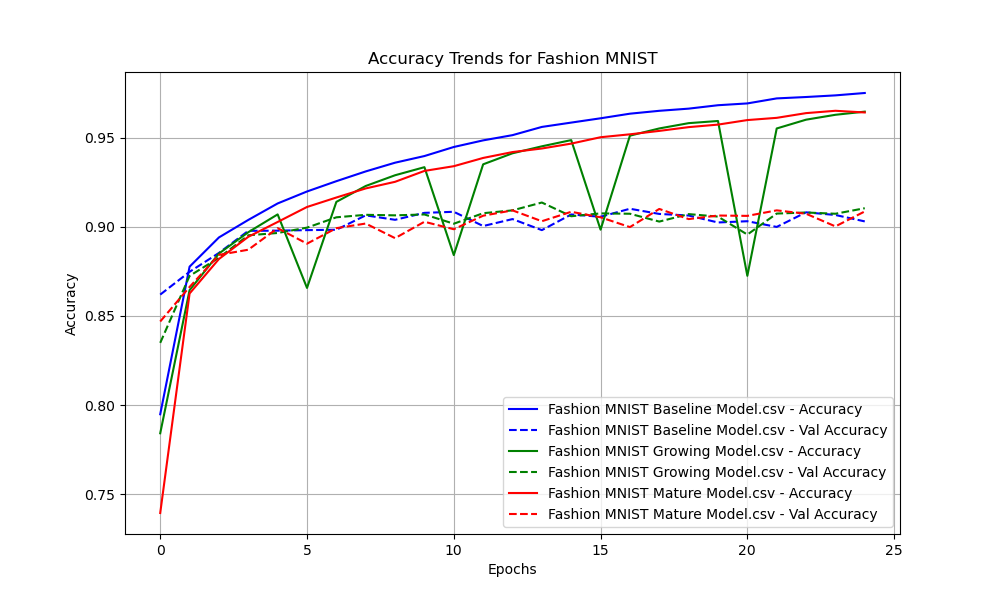 Accuracy Trends for Fashion MNIST
Accuracy
0.95
0.90
0.85
0.80
0.75
Fashion MNIST Baseline Model.csv - Accuracy
Fashion MNIST Baseline Model.csv - Val Accuracy
Fashion MNIST Growing Model.csv - Accuracy
Fashion MNIST Growing Model.csv - Val Accuracy
Fashion MNIST Mature Model.csv - Accuracy
Fashion MNIST Mature Model.csv - Val Accuracy
0 5 10 15 20 25
Epochs